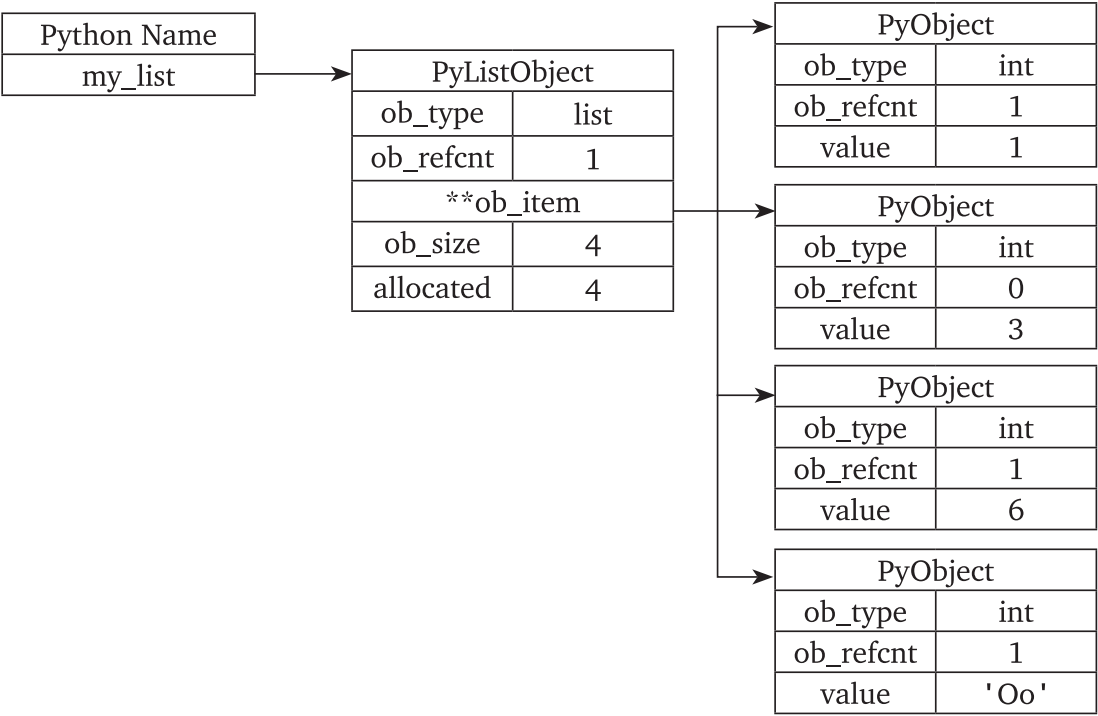 Python Name
my_list
PyListObject
ob_type list
ob_refcnt 1
**ob_item
ob_size 4
allocated 4
PyObject
ob_type int
ob_refcnt 1
value 1
PyObject
ob_type int
ob_refcnt 0
value 3
PyObject
ob_type int
ob_refcnt 1
value 6
PyObject
ob_type int
ob_refcnt 1
value 'Oo'